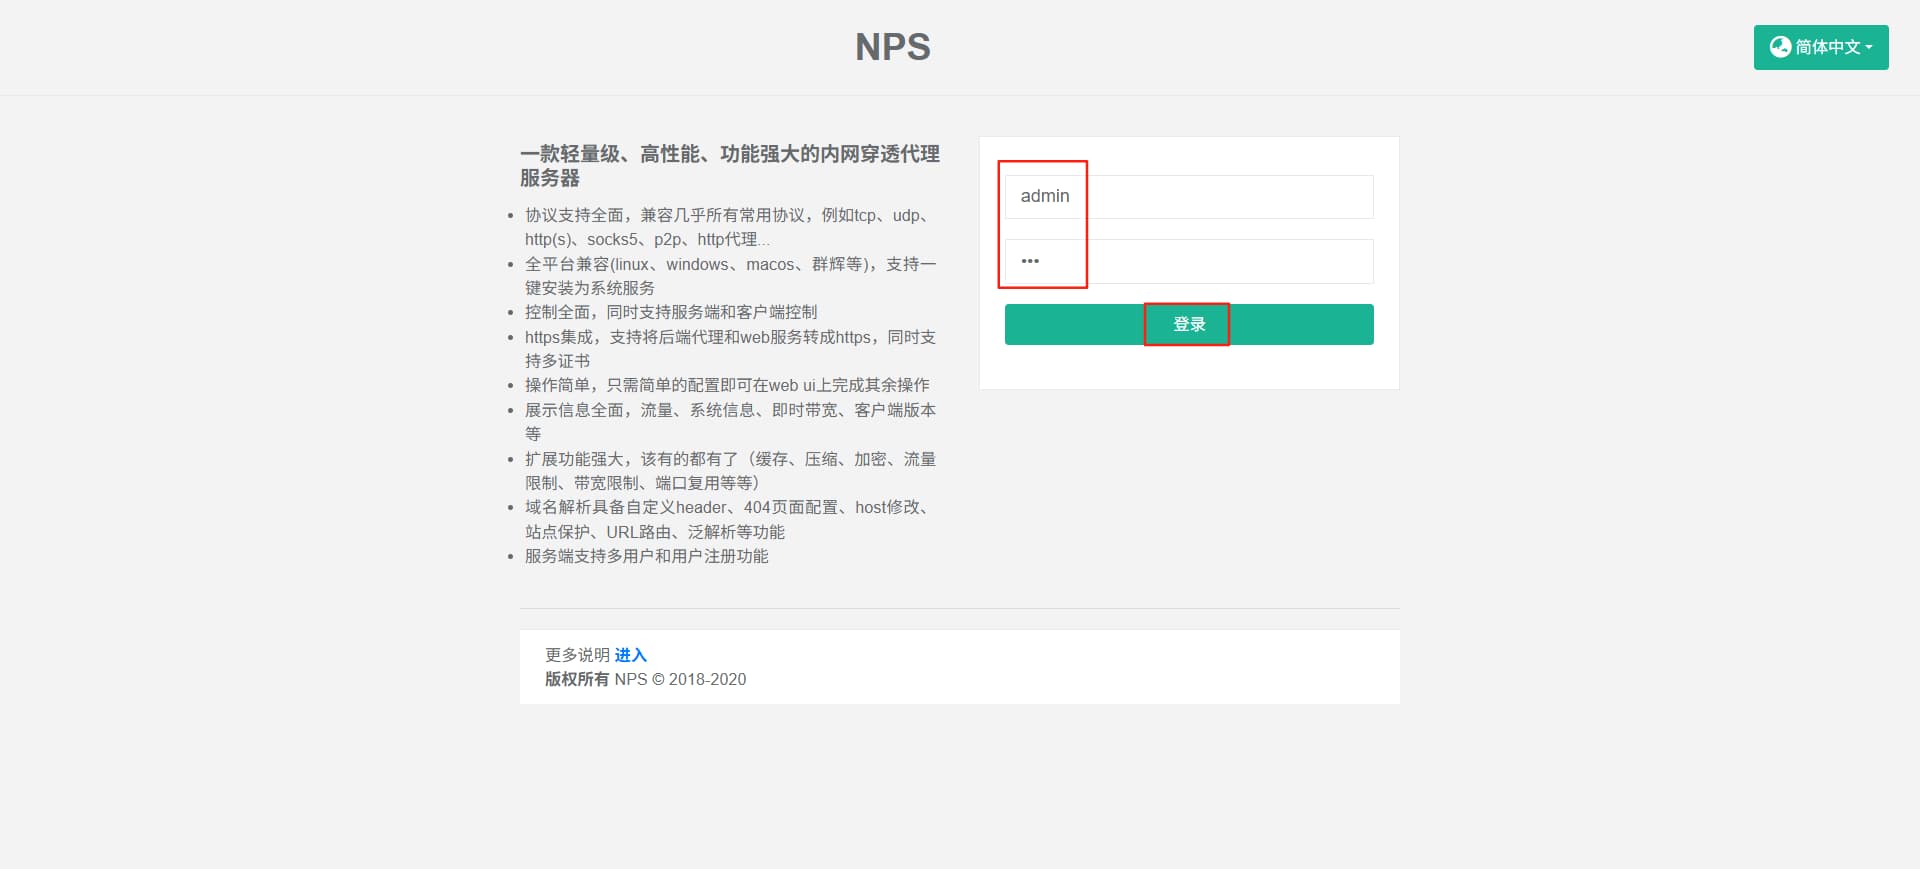 NPS
简体中文
一款轻量级、高性能、功能强大的内网穿透代理
服务器
协议支持全面，兼容几乎所有常用协议，例如tcp、udp、
http(s)、socks5、p2p、http代理...
全平台兼容(linux、windows、macos、群辉等)，支持一
键安装为系统服务
控制全面，同时支持服务端和客户端控制
https集成，支持将后端代理和web服务转成https，同时支
持多证书
操作简单，只需简单的配置即可在web ui上完成其余操作
展示信息全面，流量、系统信息、即时带宽、客户端版本
等
扩展功能强大，该有的都有了（缓存、压缩、加密、流量
限制、带宽限制、端口复用等等）
域名解析具备自定义header、404页面配置、host修改、
站点保护、URL路由、泛解析等功能
服务端支持多用户和用户注册功能
admin
•••
登录
更多说明 进入
版权所有 NPS © 2018-2020